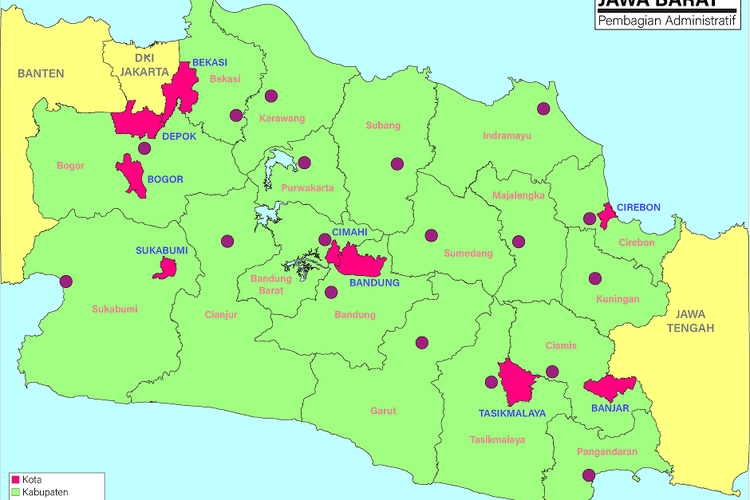 JAWA BARAT
Pembagian Administratif
BANTEN
DKI
JAKARTA
BEKASI
Bekasi
Karawang
Subang
Indramayu
DEPOK
Bogor
BOGOR
Purwakarta
Majalengka
CIREBON
Cirebon
CIMAHI
SUKABUMI
Sumedang
Bandung
Barat
BANDUNG
Kuningan
Sukabumi
Cianjur
Bandung
JAWA
TENGAH
Ciamis
Garut
TASIKMALAYA
BANJAR
Tasikmalaya
Pangandaran
Kota
Kabupaten